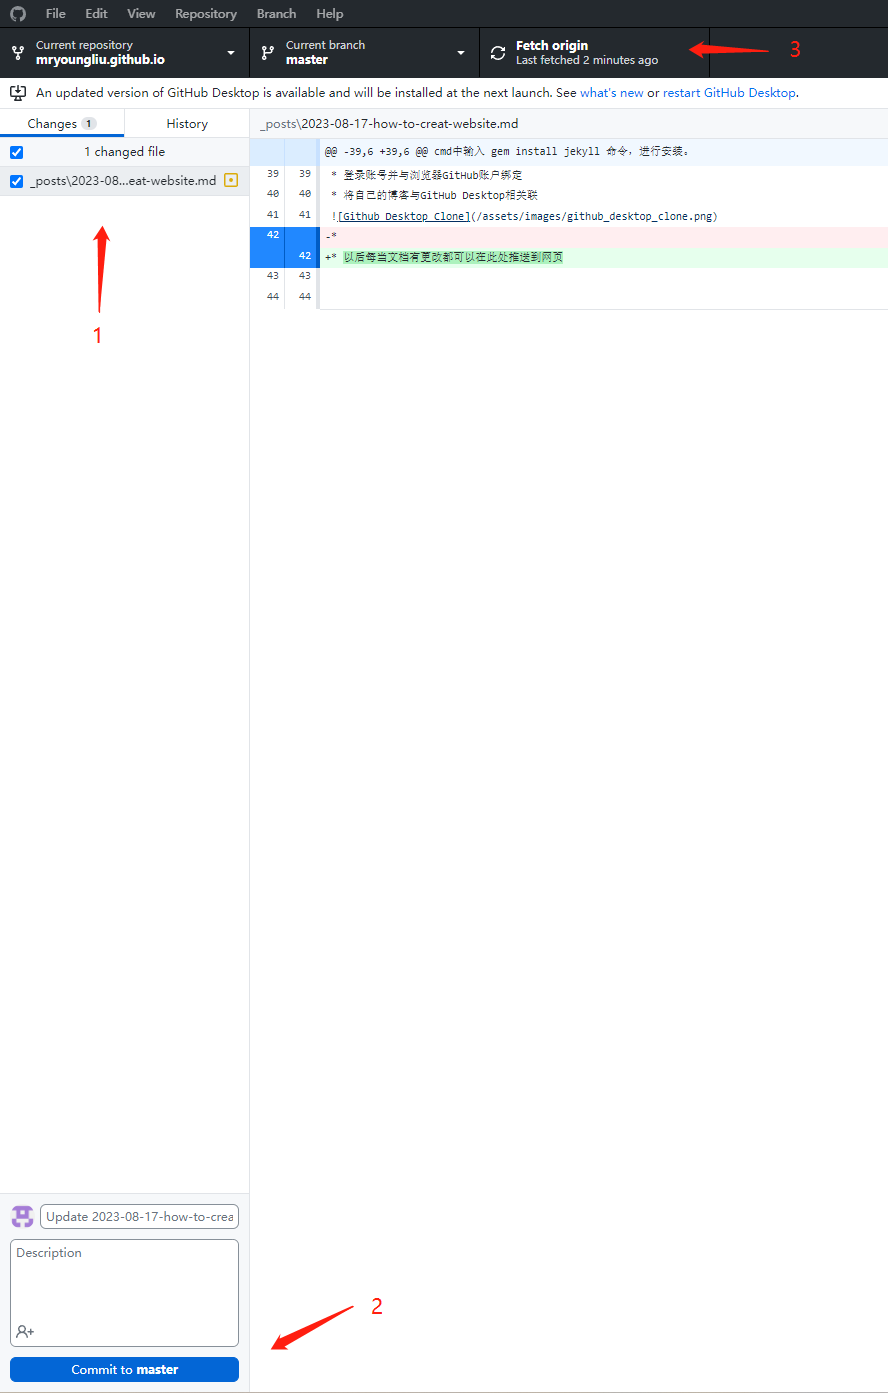 File Edit View Repository Branch Help
Current repository
mryoungliu.github.io
Current branch
master
Fetch origin
Last fetched 2 minutes ago
3
An updated version of GitHub Desktop is available and will be installed at the next launch. See what's new or restart GitHub Desktop.
Changes 1
History
_posts\2023-08-17-how-to-creat-website.md
1 changed file
_posts\2023-08...eat-website.md
@@ -39,6 +39,6 @@ cmd中输入 gem install jekyll 命令,进行安装。
39 39 * 登录账号并与浏览器GitHub账户绑定
40 40 * 将自己的博客与GitHub Desktop相关联
41 41 ![Github Desktop Clone](/assets/images/github_desktop_clone.png)
42 -*
42 +* 以后每当文档有更改都可以在此处推送到网页
43 43
44 44
1
Update 2023-08-17-how-to-crea
Description
2
Commit to master